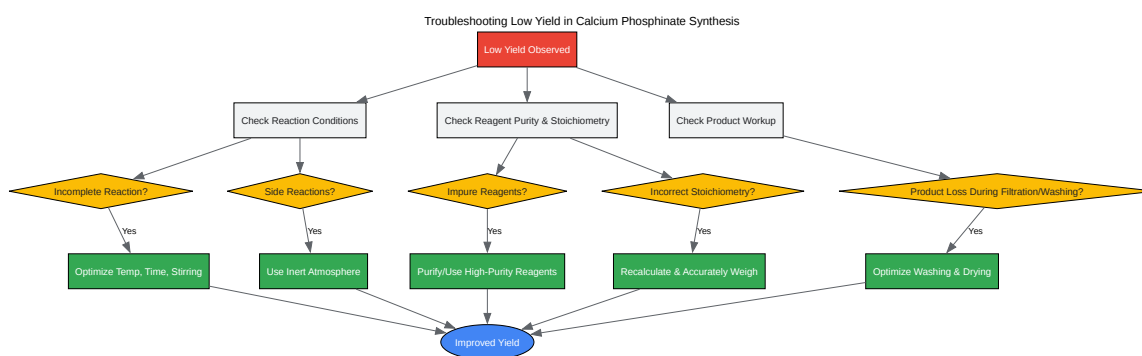 Troubleshooting Low Yield in Calcium Phosphinate Synthesis
Low Yield Observed
Check Reaction Conditions
Check Reagent Purity & Stoichiometry
Check Product Workup
Incomplete Reaction?
Side Reactions?
Impure Reagents?
Incorrect Stoichiometry?
Product Loss During Filtration/Washing?
Yes
Yes
Yes
Yes
Yes
Optimize Temp, Time, Stirring
Use Inert Atmosphere
Purify/Use High-Purity Reagents
Recalculate & Accurately Weigh
Optimize Washing & Drying
Improved Yield